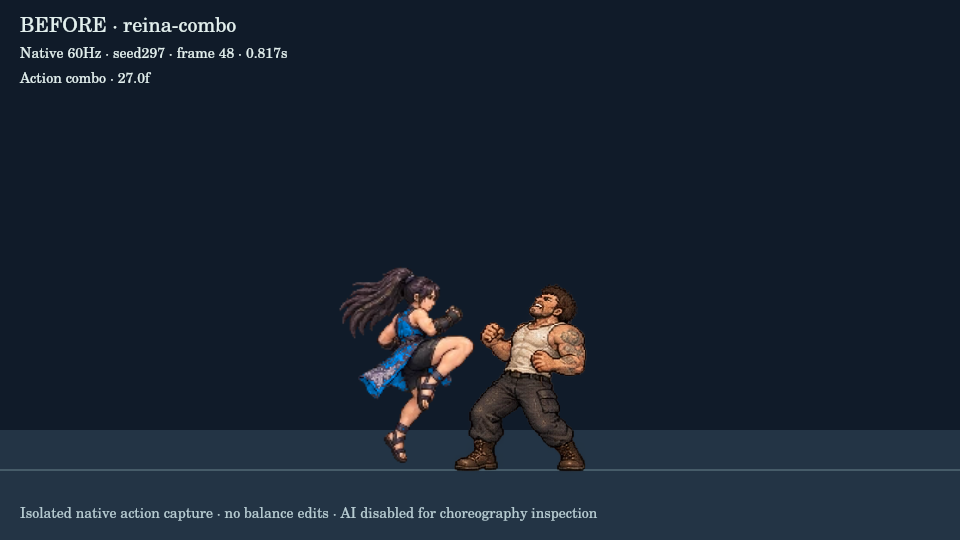 BEFORE · reina-combo
Native 60Hz · seed297 · frame 48 · 0.817s
Action combo · 27.0f
Isolated native action capture · no balance edits · AI disabled for choreography inspection